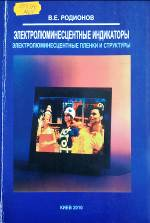 В.Е. РОДИОНОВ
ЭЛЕКТРОЛЮМИНЕСЦЕНТНЫЕ ИНДИКАТОРЫ
ЭЛЕКТРОЛЮМИНЕСЦЕНТНЫЕ ПЛЕНКИ И СТРУКТУРЫ
КИЕВ 2010